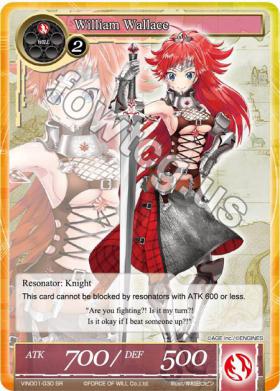 William Wallace
WILL
2
fowtcg.us
Resonator: Knight
This card cannot be blocked by resonators with ATK 600 or less.
"Are you fighting?! Is it my turn?!
Is it okay if I beat someone up?!"
©AGE Inc./©ENGINES
ATK 700/ DEF 500
VIN001-030 SR ©FORCE OF WILL Co.,Ltd. Illust/